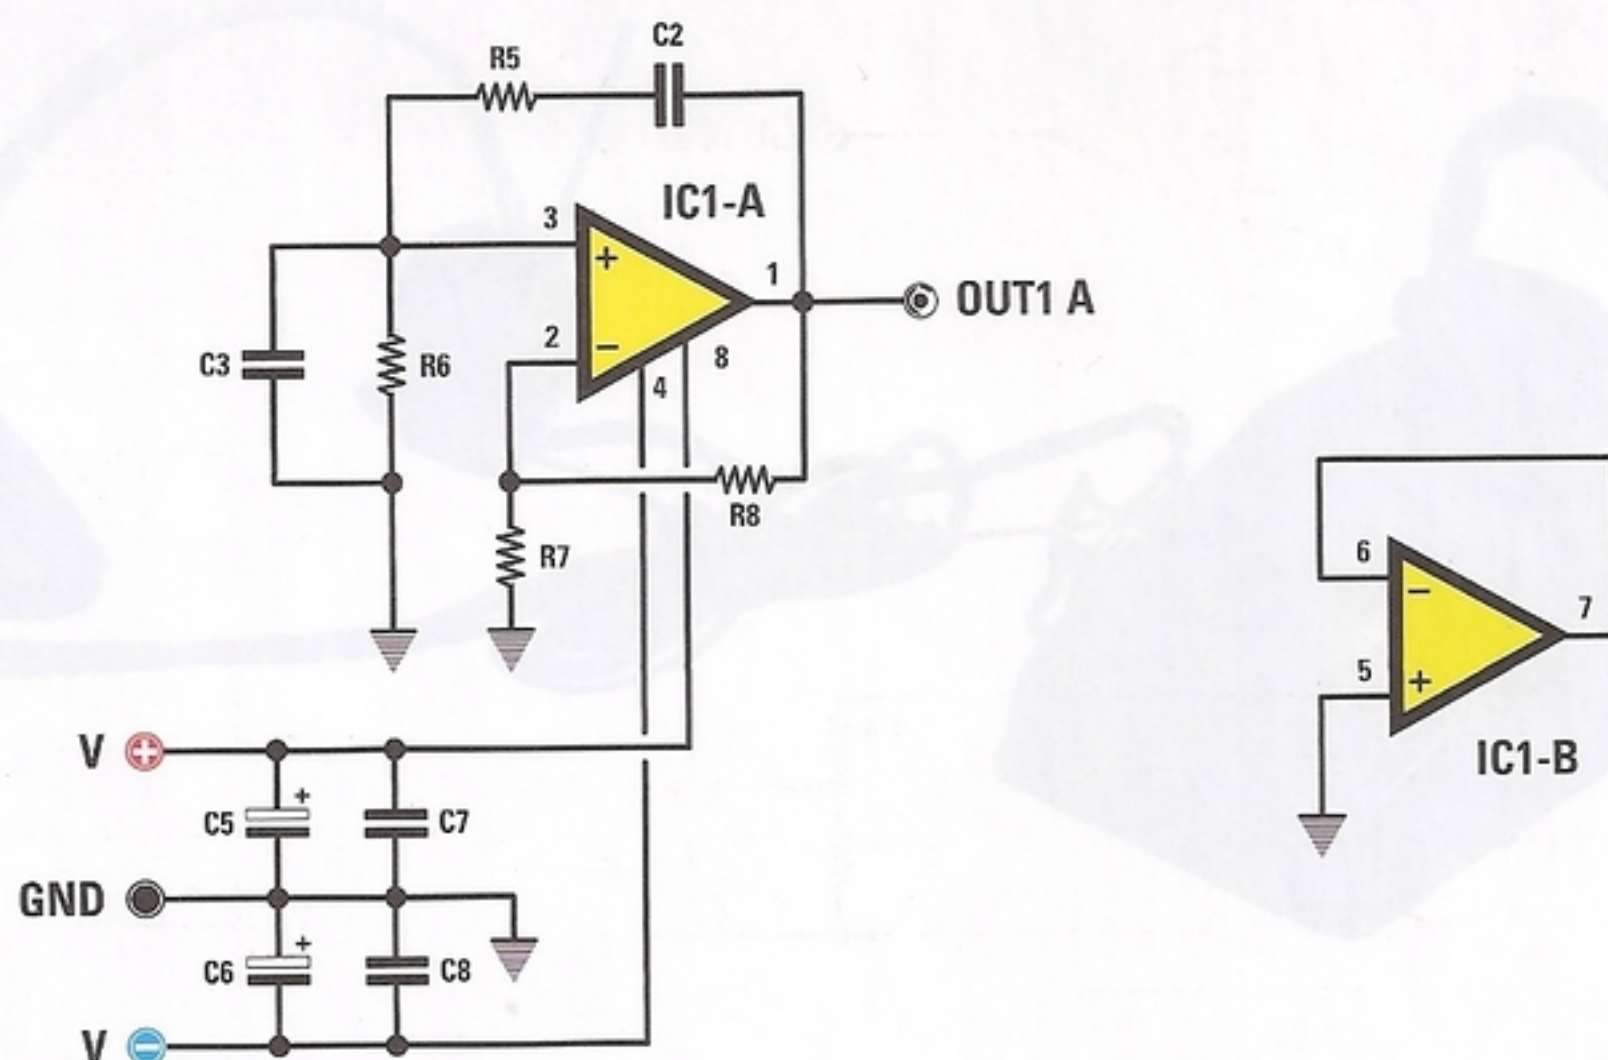 C2
R5
IC1-A
3
+
1
OUT1 A
2
−
8
C3
R6
4
R8
R7
6
−
7
5
+
IC1-B
V +
+
C5
C7
GND
+
C6
C8
V −